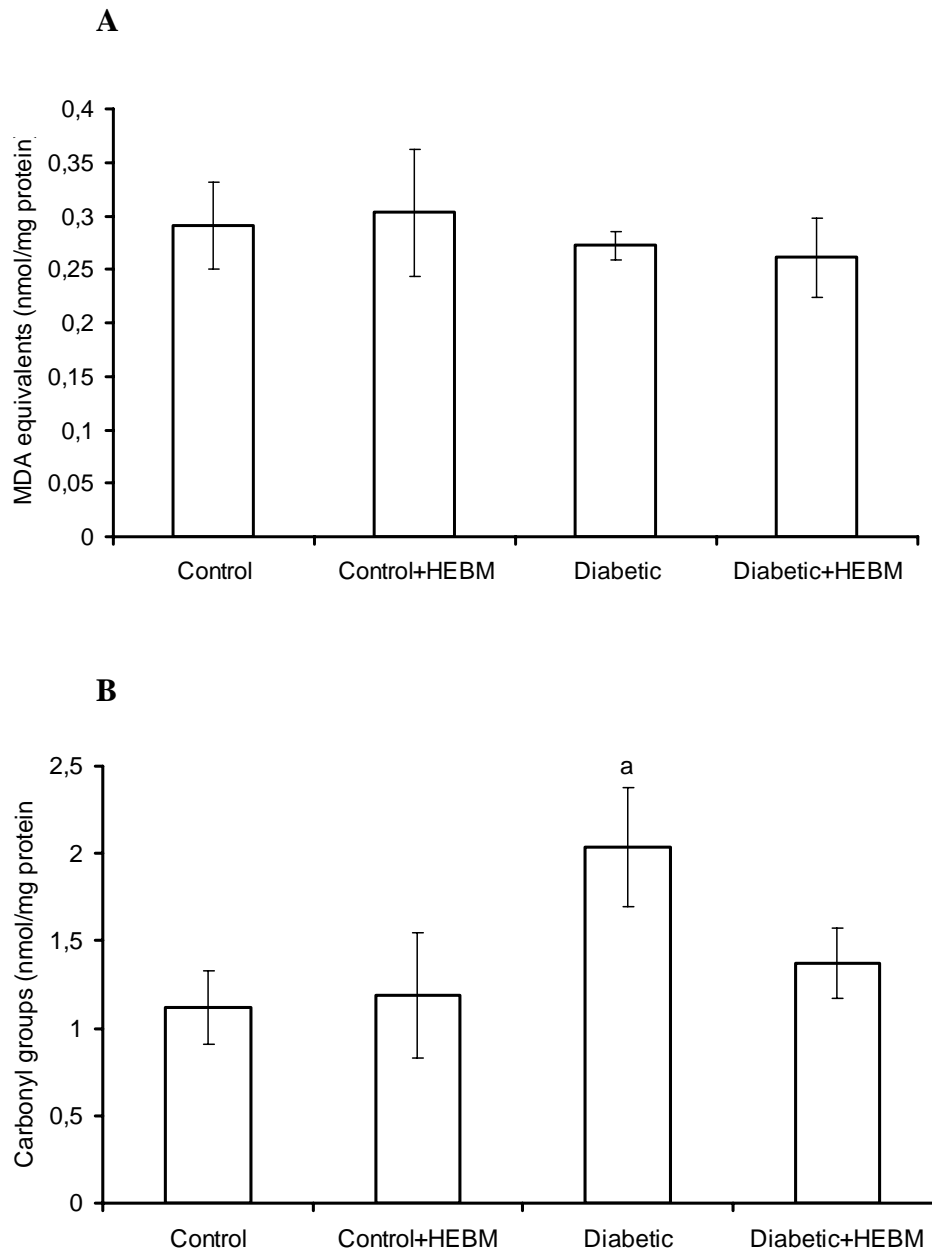 A
MDA equivalents (nmol/mg protein)
0,4
0,35
0,3
0,25
0,2
0,15
0,1
0,05
0
Control Control+HEBM Diabetic Diabetic+HEBM
B
Carbonyl groups (nmol/mg protein
2,5
2
1,5
1
0,5
0
a
Control Control+HEBM Diabetic Diabetic+HEBM